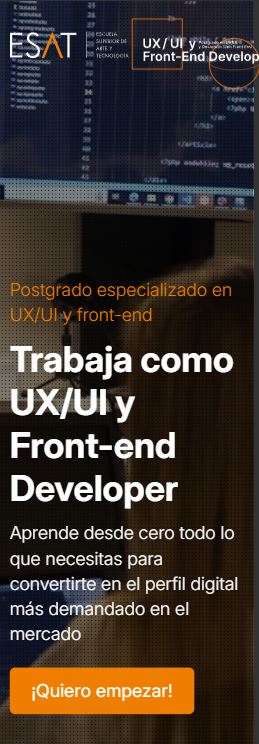 ESAT
ESCUELA
SUPERIOR DE
ARTE Y
TECNOLOGÍA
UX/UI y
Front-End Develop
Postgrado especializado en
UX/UI y front-end
Trabaja como
UX/UI y
Front-end
Developer
Aprende desde cero todo lo
que necesitas para
convertirte en el perfil digital
más demandado en el
mercado
¡Quiero empezar!